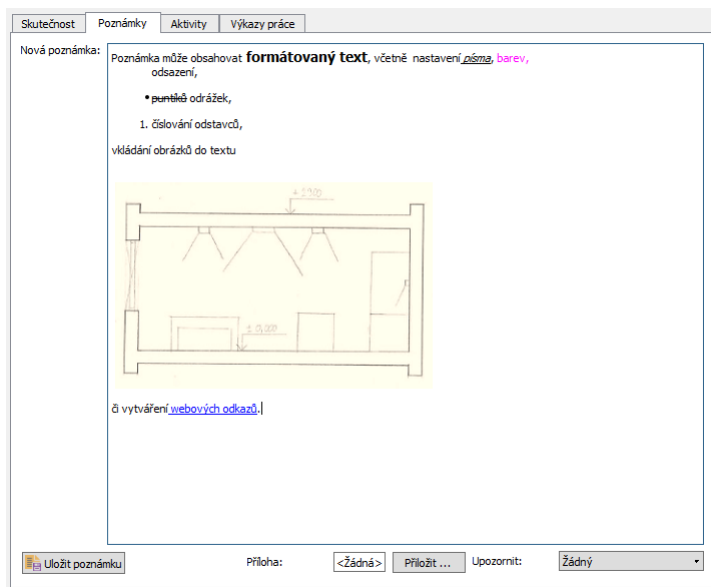 Skutečnost Poznámky Aktivity Výkazy práce
Nová poznámka:
Poznámka může obsahovat formátovaný text, včetně nastavení písma, barev,
odsazení,
• puntíků odrážek,
1. číslování odstavců,
vkládání obrázků do textu
+2.900
± 0,000
či vytváření webových odkazů.
Uložit poznámku Příloha: <Žádná> Přiložit ... Upozornit: Žádný